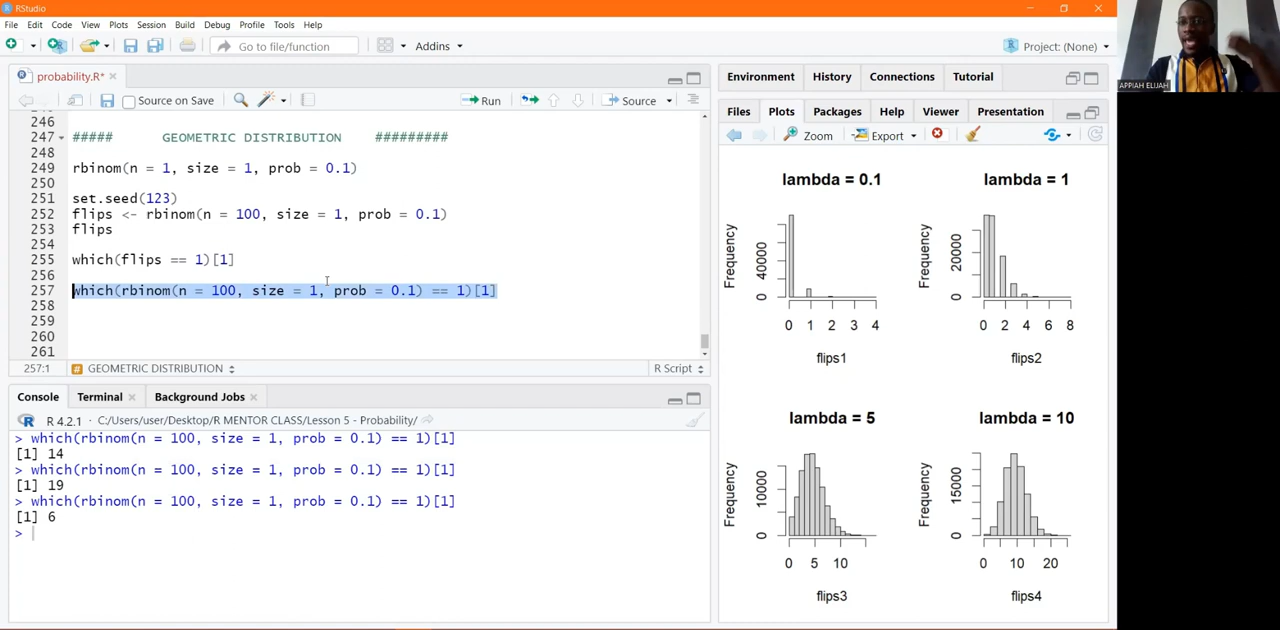 RStudio
File Edit Code View Plots Session Build Debug Profile Tools Help
Go to file/function Addins Project: (None)
probability.R*
Source on Save Run Source
246
247 ##### GEOMETRIC DISTRIBUTION #########
248
249 rbinom(n = 1, size = 1, prob = 0.1)
250
251 set.seed(123)
252 flips <- rbinom(n = 100, size = 1, prob = 0.1)
253 flips
254
255 which(flips == 1)[1]
256
257 which(rbinom(n = 100, size = 1, prob = 0.1) == 1)[1]
258
259
260
261
257:1 GEOMETRIC DISTRIBUTION R Script
Console Terminal Background Jobs
R 4.2.1 · C:/Users/user/Desktop/R MENTOR CLASS/Lesson 5 - Probability/
> which(rbinom(n = 100, size = 1, prob = 0.1) == 1)[1]
[1] 14
> which(rbinom(n = 100, size = 1, prob = 0.1) == 1)[1]
[1] 19
> which(rbinom(n = 100, size = 1, prob = 0.1) == 1)[1]
[1] 6
>
Environment History Connections Tutorial
Files Plots Packages Help Viewer Presentation
Zoom Export
lambda = 0.1
Frequency
0 40000
0 1 2 3 4
flips1
lambda = 1
Frequency
0 20000
0 2 4 6 8
flips2
lambda = 5
Frequency
0 10000
0 5 10
flips3
lambda = 10
Frequency
0 15000
0 10 20
flips4
APPIAH ELIJAH